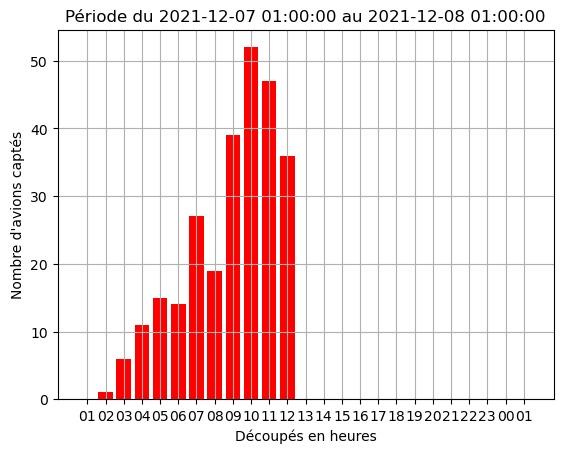 Période du 2021-12-07 01:00:00 au 2021-12-08 01:00:00
50
40
30
20
10
0
Nombre d'avions captés
01 02 03 04 05 06 07 08 09 10 11 12 13 14 15 16 17 18 19 20 21 22 23 00 01
Découpés en heures